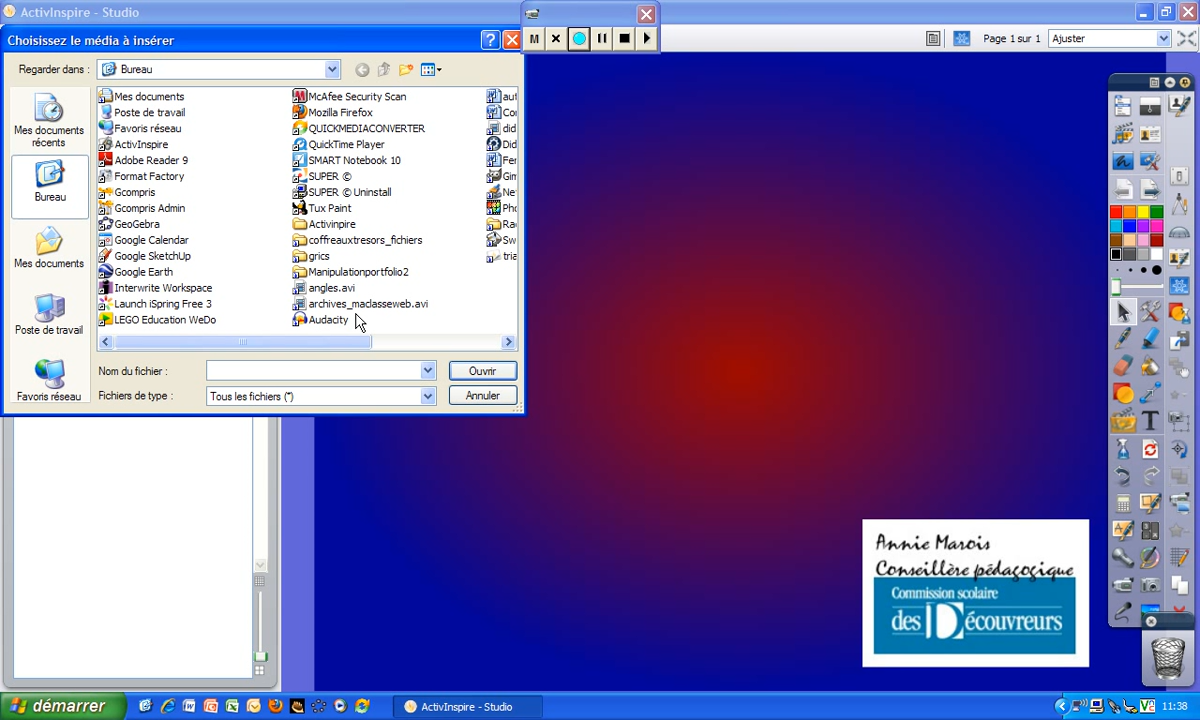 ActivInspire - Studio
Choisissez le média à insérer
Page 1 sur 1
Ajuster
Regarder dans :
Bureau
Mes documents récents
Bureau
Mes documents
Poste de travail
Favoris réseau
Mes documents
Poste de travail
Favoris réseau
ActivInspire
Adobe Reader 9
Format Factory
Gcompris
Gcompris Admin
GeoGebra
Google Calendar
Google SketchUp
Google Earth
Interwrite Workspace
Launch iSpring Free 3
LEGO Education WeDo
McAfee Security Scan
Mozilla Firefox
QUICKMEDIACONVERTER
QuickTime Player
SMART Notebook 10
SUPER ©
SUPER © Uninstall
Tux Paint
Activinpire
coffreauxtresors_fichiers
grics
Manipulationportfolio2
angles.avi
archives_maclasseweb.avi
Audacity
Nom du fichier :
Ouvrir
Fichiers de type :
Tous les fichiers (*)
Annuler
Annie Marois
Conseillère pédagogique
Commission scolaire
des Découvreurs
démarrer
ActivInspire - Studio
11:38